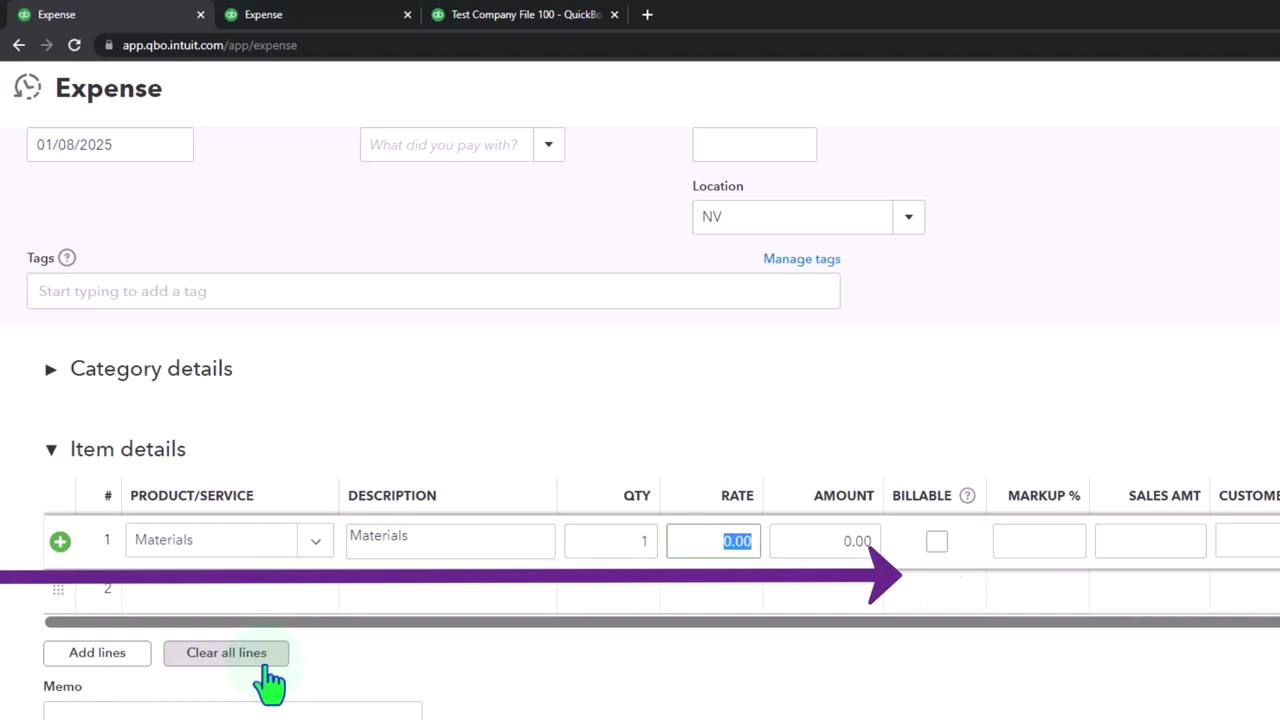 Expense
Expense
Test Company File 100 - QuickBo
app.qbo.intuit.com/app/expense
Expense
01/08/2025
What did you pay with?
Location
NV
Tags ?
Manage tags
Start typing to add a tag
Category details
Item details
# PRODUCT/SERVICE DESCRIPTION QTY RATE AMOUNT BILLABLE ? MARKUP % SALES AMT CUSTOME
1 Materials Materials 1 0.00 0.00
2
Add lines Clear all lines
Memo